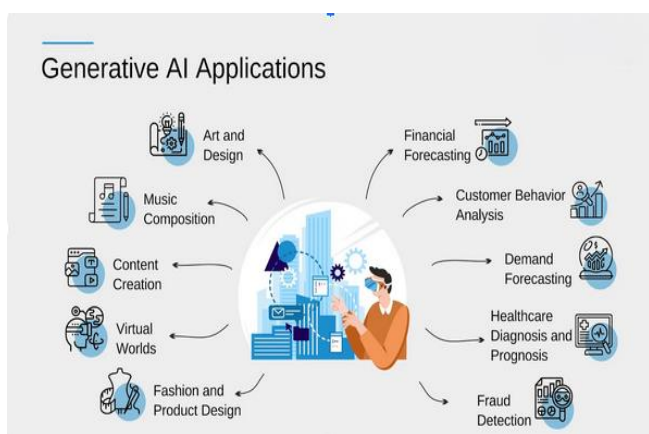 Generative AI Applications
Art and
Design
Music
Composition
Content
Creation
Virtual
Worlds
Fashion and
Product Design
Financial
Forecasting
Customer Behavior
Analysis
Demand
Forecasting
Healthcare
Diagnosis and
Prognosis
Fraud
Detection